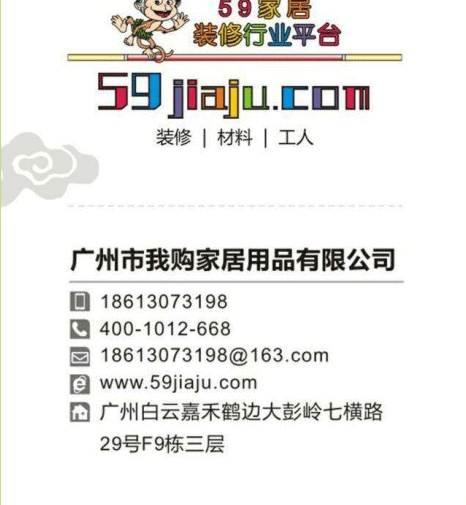 59家居
装修行业平台
59jiaju.com
装修 | 材料 | 工人
广州市我购家居用品有限公司
18613073198
400-1012-668
18613073198@163.com
www.59jiaju.com
广州白云嘉禾鹤边大彭岭七横路
29号F9栋三层